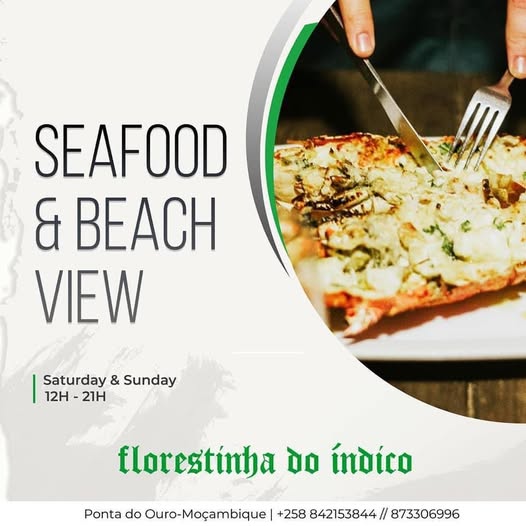 SEAFOOD
& BEACH
VIEW
Saturday & Sunday
12H - 21H
florestinha do índico
Ponta do Ouro-Moçambique | +258 842153844 // 873306996